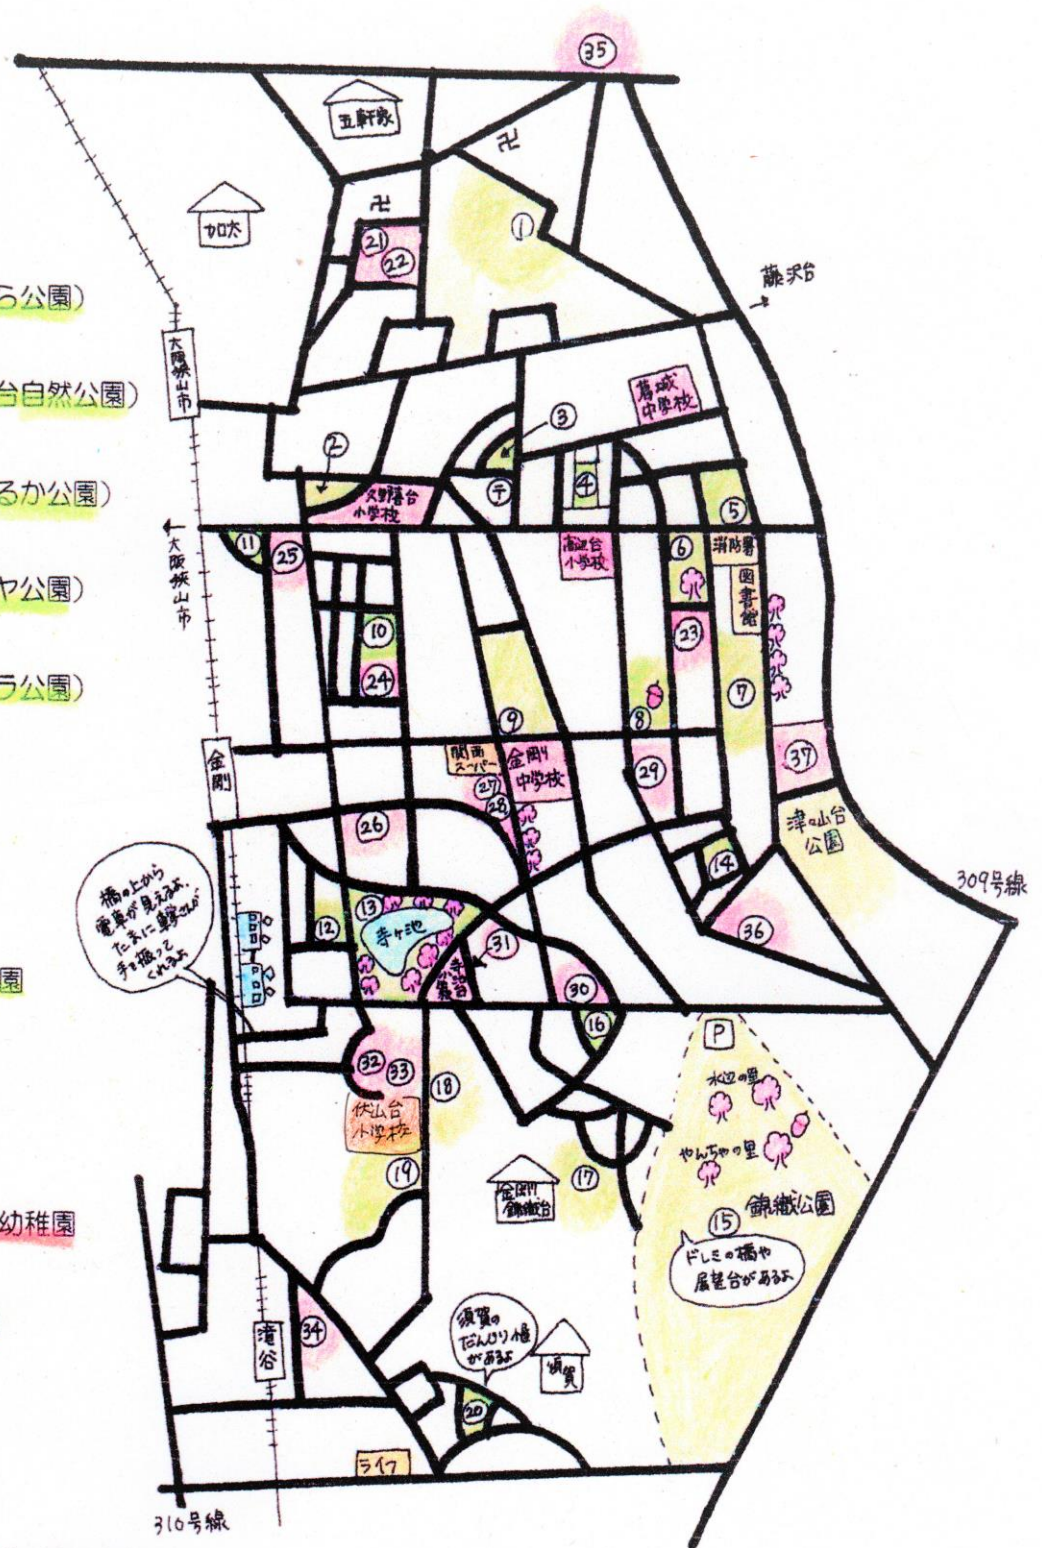 ら公園)
台自然公園)
るか公園)
ヤ公園)
ラ公園)
園
幼稚園
㉟
五軒家
卍
加太
卍
①
㉑
㉒
藤沢台
大阪狭山市
葛城
中学校
③
②
④
〒
⑤
久野喜台
小学校
大阪狭山市
⑪
㉕
高辺台
小学校
⑥
消防署
図書館
⑩
㉓
㉔
⑦
⑧
⑨
金剛
関西
スーパー
金剛
中学校
㉗
㉘
㉙
㊲
㉖
津々山台
公園
⑭
309号線
橋の上から
電車が見えるよ。
たまに車掌さんが
手を振って
くれるよ
⑬
⑫
寺ヶ池
㉛
㊱
㉚
⑯
P
㉜
㉝
⑱
水辺の里
伏山台
小学校
やんちゃの里
⑲
金剛
錦織台
⑰
⑮
錦織公園
ドレミの橋や
展望台があるよ
須賀の
だんじり小屋
があるよ
㉞
滝谷
須賀
⑳
ライフ
310号線